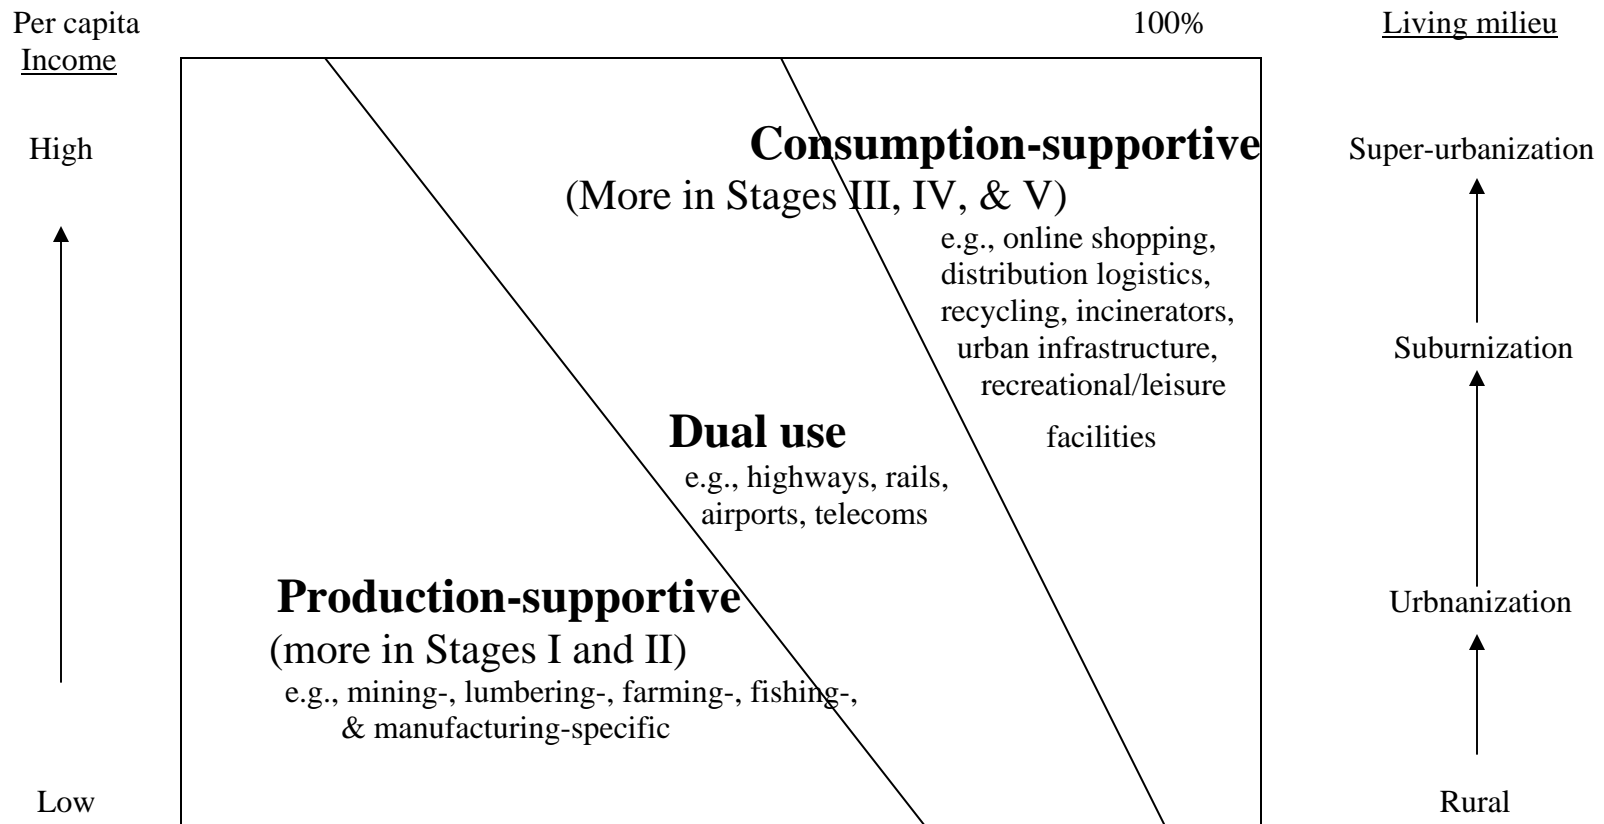 Per capita
Income
100%
Living milieu
High
Consumption-supportive
Super-urbanization
(More in Stages III, IV, & V)
e.g., online shopping,
distribution logistics,
recycling, incinerators,
urban infrastructure,
recreational/leisure
facilities
Suburnization
Dual use
e.g., highways, rails,
airports, telecoms
Production-supportive
Urbnanization
(more in Stages I and II)
e.g., mining-, lumbering-, farming-, fishing-,
& manufacturing-specific
Low
Rural